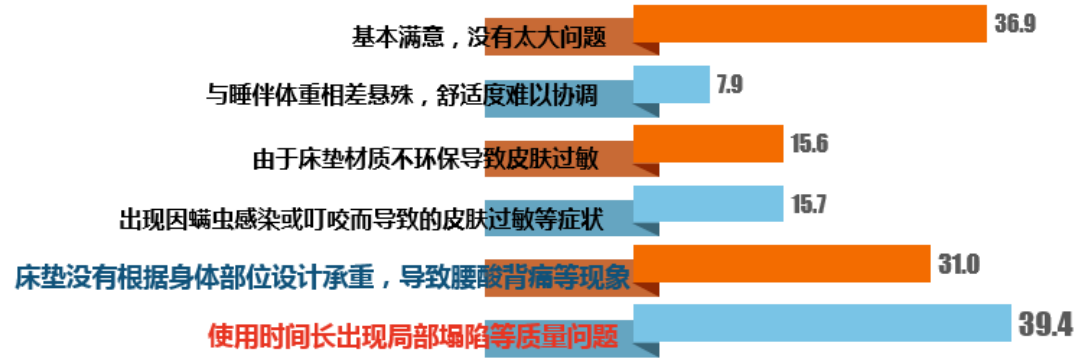 基本满意，没有太大问题 36.9
与睡伴体重相差悬殊，舒适度难以协调 7.9
由于床垫材质不环保导致皮肤过敏 15.6
出现因螨虫感染或叮咬而导致的皮肤过敏等症状 15.7
床垫没有根据身体部位设计承重，导致腰酸背痛等现象 31.0
使用时间长出现局部塌陷等质量问题 39.4